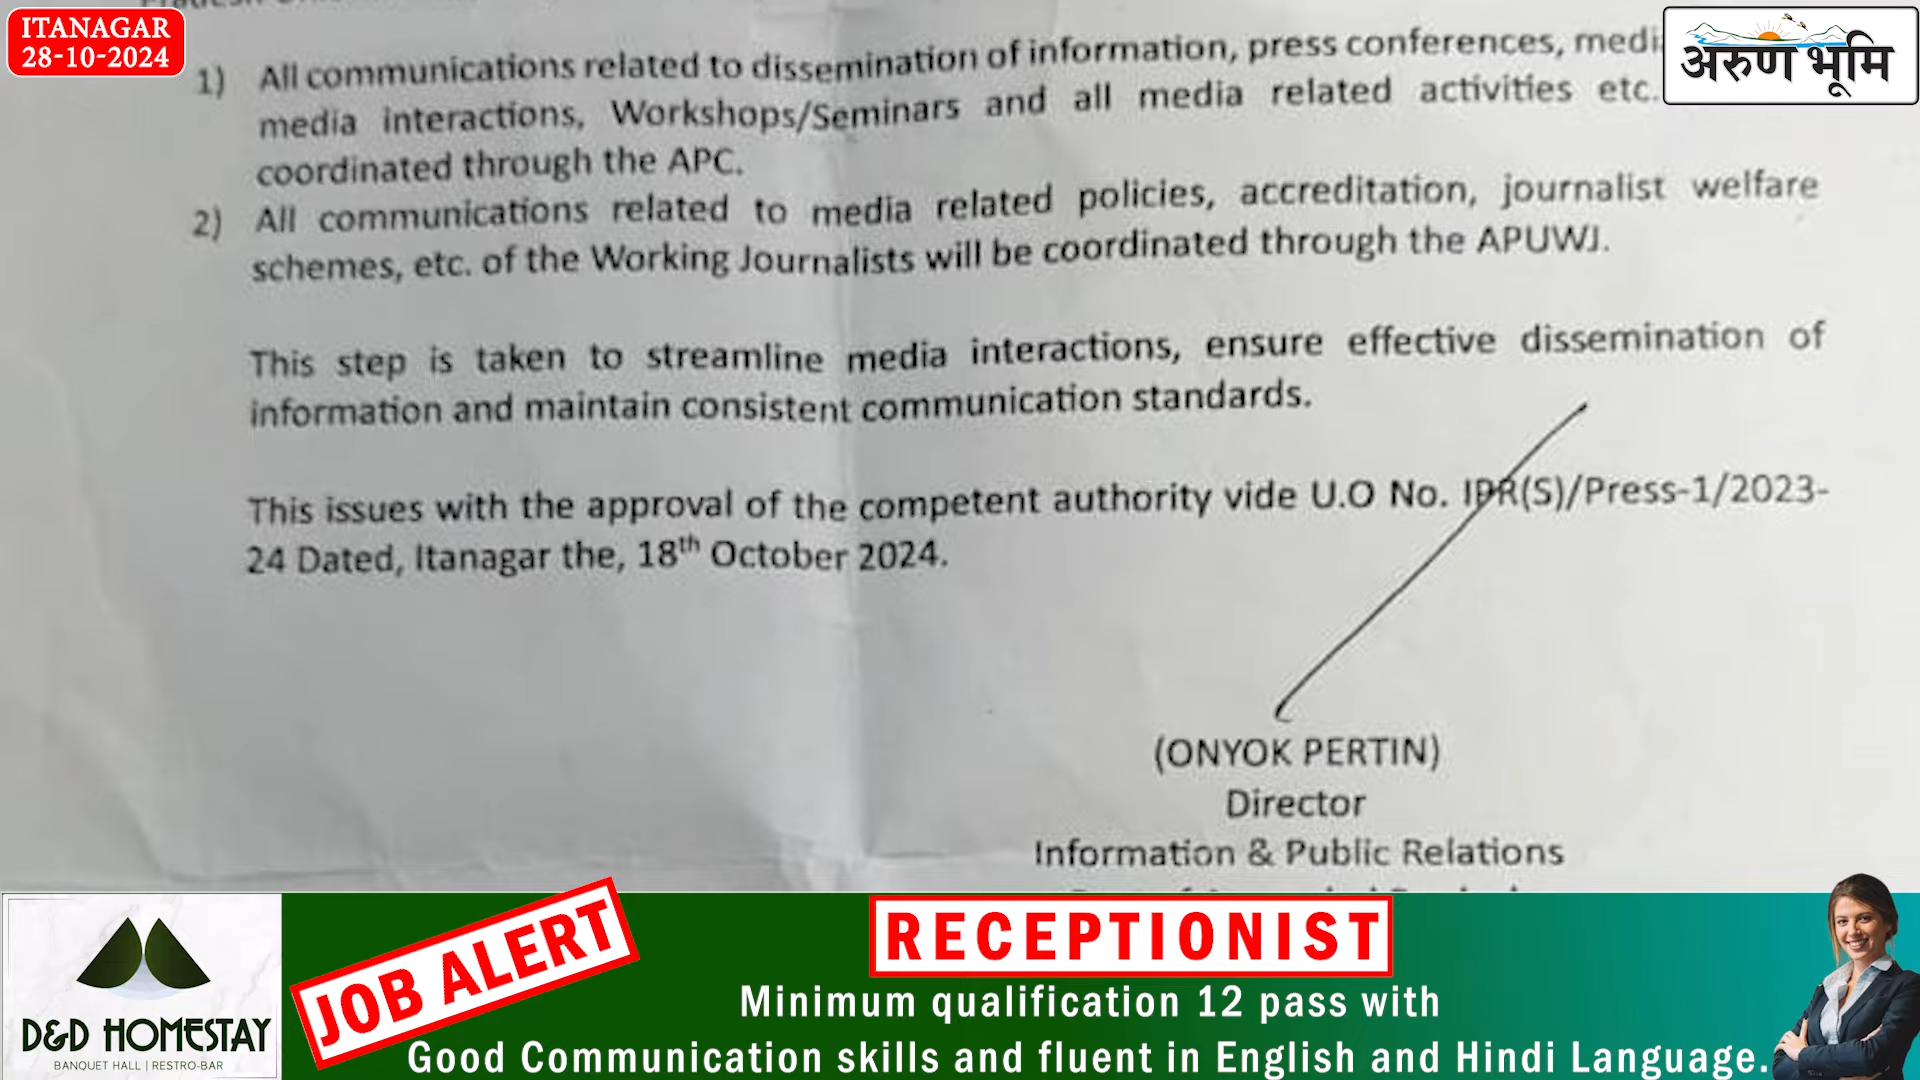 ITANAGAR
28-10-2024
अरुण भूमि
1) All communications related to dissemination of information, press conferences,
media interactions, Workshops/Seminars and all media related activities etc.
coordinated through the APC.
2) All communications related to media related policies, accreditation, journalist welfare
schemes, etc. of the Working Journalists will be coordinated through the APUWJ.
This step is taken to streamline media interactions, ensure effective dissemination of
information and maintain consistent communication standards.
This issues with the approval of the competent authority vide U.O No. IPR(S)/Press-1/2023-
24 Dated, Itanagar the, 18th October 2024.
(ONYOK PERTIN)
Director
Information & Public Relations
D&D HOMESTAY
BANQUET HALL | RESTRO-BAR
JOB ALERT
RECEPTIONIST
Minimum qualification 12 pass with
Good Communication skills and fluent in English and Hindi Language.